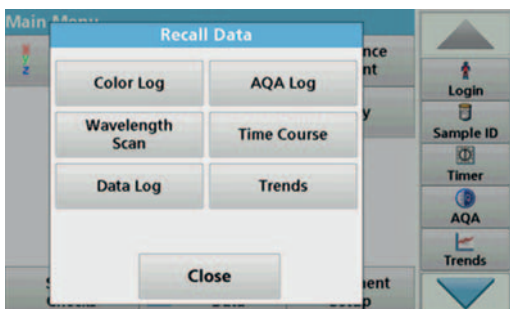 Main Menu
Recall Data
Color Log
AQA Log
Wavelength
Scan
Time Course
Data Log
Trends
Close
Login
Sample ID
Timer
AQA
Trends